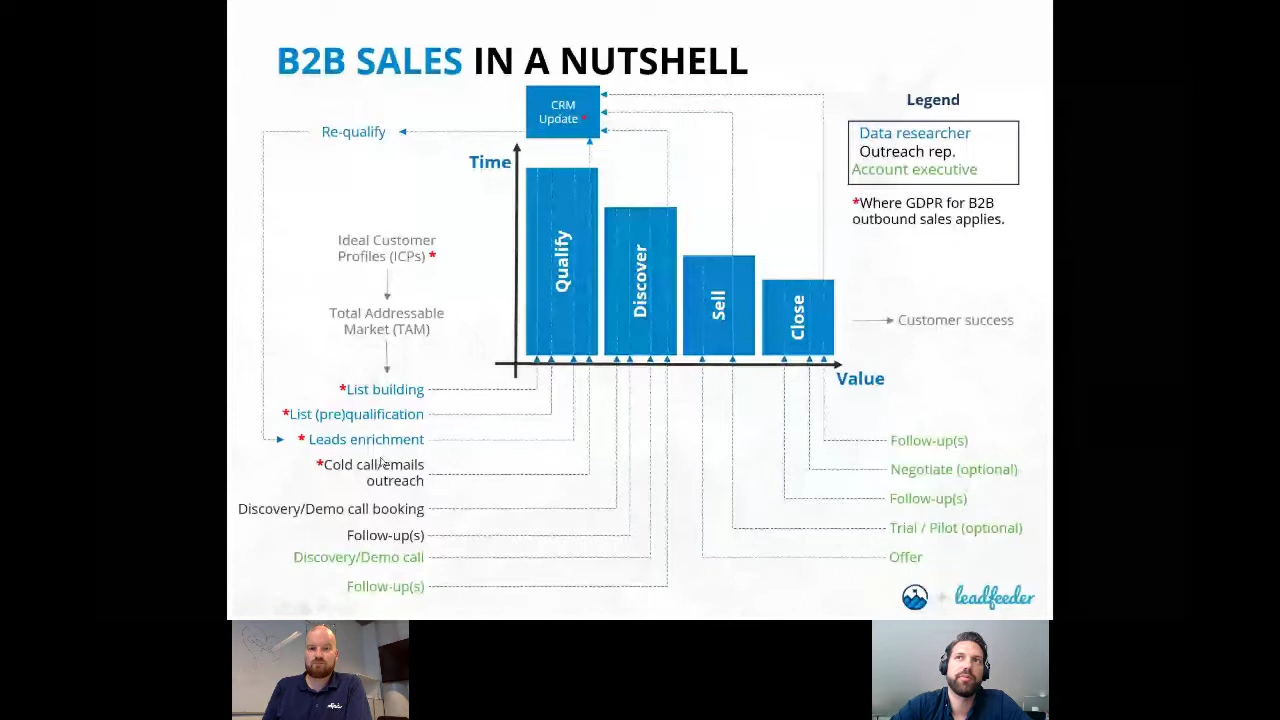 B2B SALES IN A NUTSHELL
CRM
Update *
Legend
Data researcher
Outreach rep.
Account executive
*Where GDPR for B2B
outbound sales applies.
Re-qualify
Time
Ideal Customer
Profiles (ICPs) *
Total Addressable
Market (TAM)
Qualify
Discover
Sell
Close
Customer success
Value
*List building
*List (pre)qualification
* Leads enrichment
*Cold call/emails
outreach
Discovery/Demo call booking
Follow-up(s)
Discovery/Demo call
Follow-up(s)
Follow-up(s)
Negotiate (optional)
Follow-up(s)
Trial / Pilot (optional)
Offer
+ leadfeeder